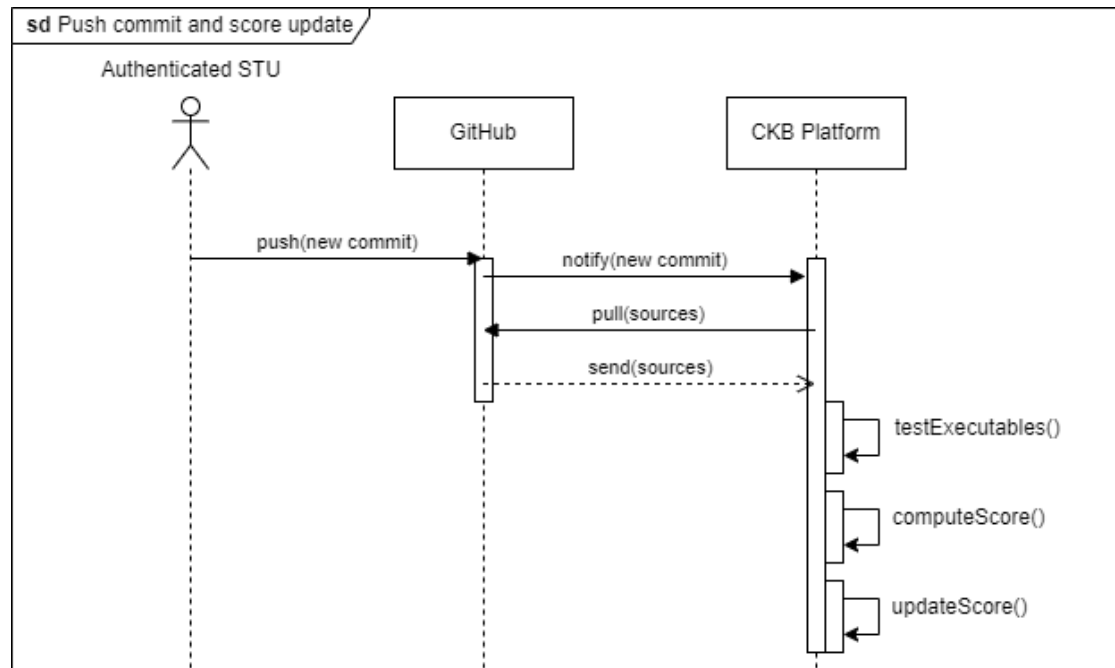 sd Push commit and score update
Authenticated STU
GitHub
CKB Platform
push(new commit)
notify(new commit)
pull(sources)
send(sources)
testExecutables()
computeScore()
updateScore()